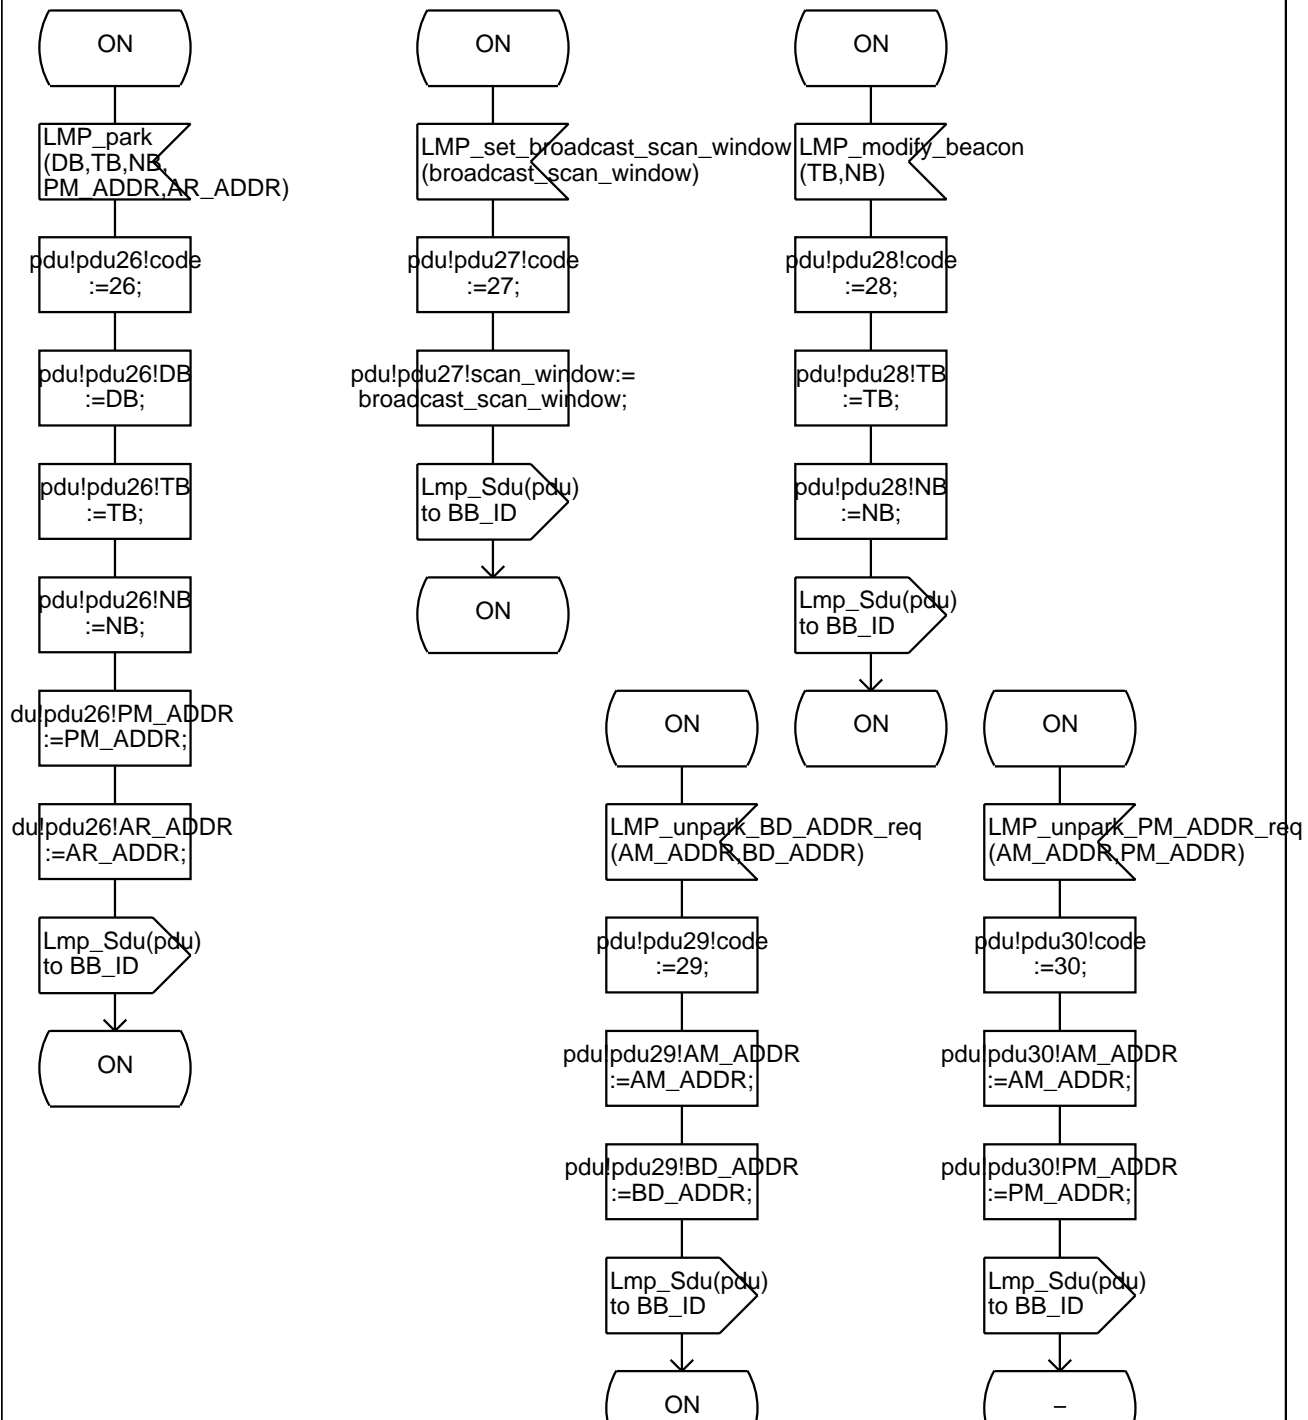 ON
LMP_park
(DB,TB,NB,
PM_ADDR,AR_ADDR)
pdu!pdu26!code
:=26;
pdu!pdu26!DB
:=DB;
pdu!pdu26!TB
:=TB;
pdu!pdu26!NB
:=NB;
du!pdu26!PM_ADDR
:=PM_ADDR;
du!pdu26!AR_ADDR
:=AR_ADDR;
Lmp_Sdu(pdu)
to BB_ID
ON
ON
LMP_set_broadcast_scan_window
(broadcast_scan_window)
pdu!pdu27!code
:=27;
pdu!pdu27!scan_window:=
broadcast_scan_window;
Lmp_Sdu(pdu)
to BB_ID
ON
ON
LMP_modify_beacon
(TB,NB)
pdu!pdu28!code
:=28;
pdu!pdu28!TB
:=TB;
pdu!pdu28!NB
:=NB;
Lmp_Sdu(pdu)
to BB_ID
ON
ON
LMP_unpark_BD_ADDR_req
(AM_ADDR,BD_ADDR)
pdu!pdu29!code
:=29;
pdu!pdu29!AM_ADDR
:=AM_ADDR;
pdu!pdu29!BD_ADDR
:=BD_ADDR;
Lmp_Sdu(pdu)
to BB_ID
ON
ON
LMP_unpark_PM_ADDR_req
(AM_ADDR,PM_ADDR)
pdu!pdu30!code
:=30;
pdu!pdu30!AM_ADDR
:=AM_ADDR;
pdu!pdu30!PM_ADDR
:=PM_ADDR;
Lmp_Sdu(pdu)
to BB_ID
–